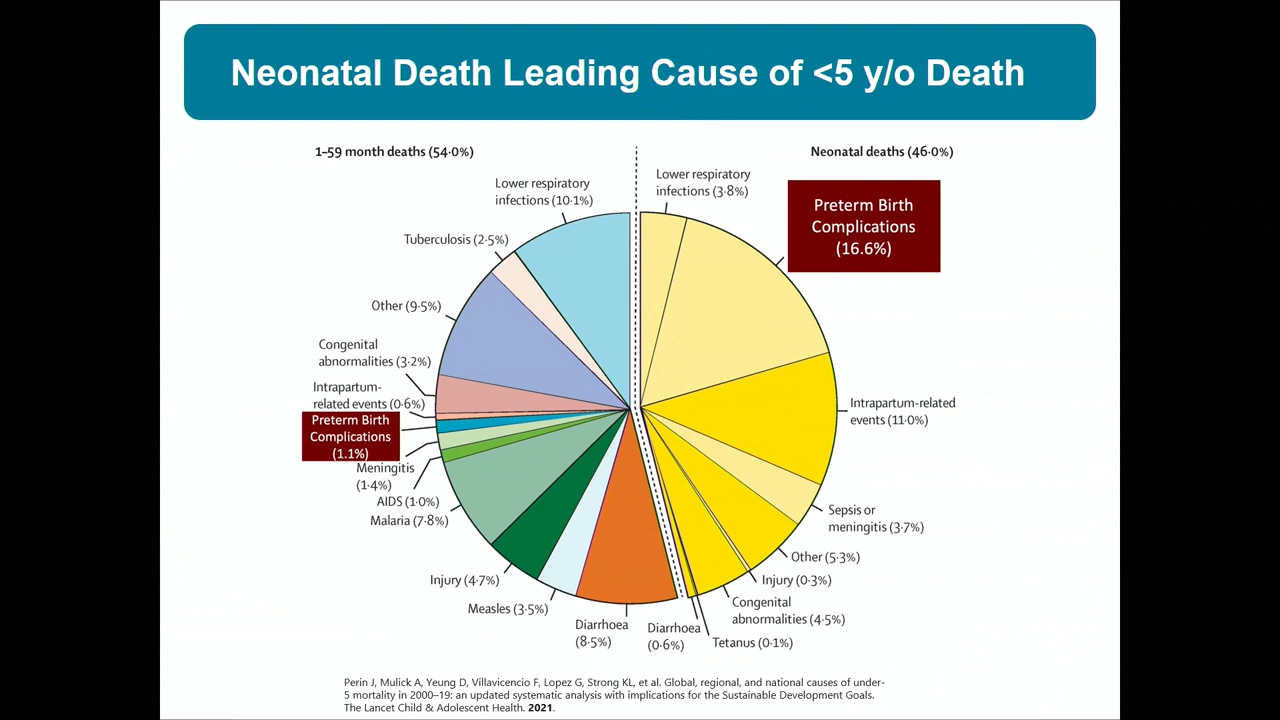 Neonatal Death Leading Cause of <5 y/o Death
1–59 month deaths (54·0%)
Neonatal deaths (46·0%)
Lower respiratory
infections (10·1%)
Tuberculosis (2·5%)
Other (9·5%)
Congenital
abnormalities (3·2%)
Intrapartum-
related events (0·6%)
Preterm Birth
Complications
(1.1%)
Meningitis
(1·4%)
AIDS (1·0%)
Malaria (7·8%)
Injury (4·7%)
Measles (3·5%)
Diarrhoea
(8·5%)
Lower respiratory
infections (3·8%)
Preterm Birth
Complications
(16.6%)
Intrapartum-related
events (11·0%)
Sepsis or
meningitis (3·7%)
Other (5·3%)
Injury (0·3%)
Congenital
abnormalities (4·5%)
Tetanus (0·1%)
Diarrhoea
(0·6%)
Perin J, Mulick A, Yeung D, Villavicencio F, Lopez G, Strong KL, et al. Global, regional, and national causes of under-
5 mortality in 2000–19: an updated systematic analysis with implications for the Sustainable Development Goals.
The Lancet Child & Adolescent Health. 2021.